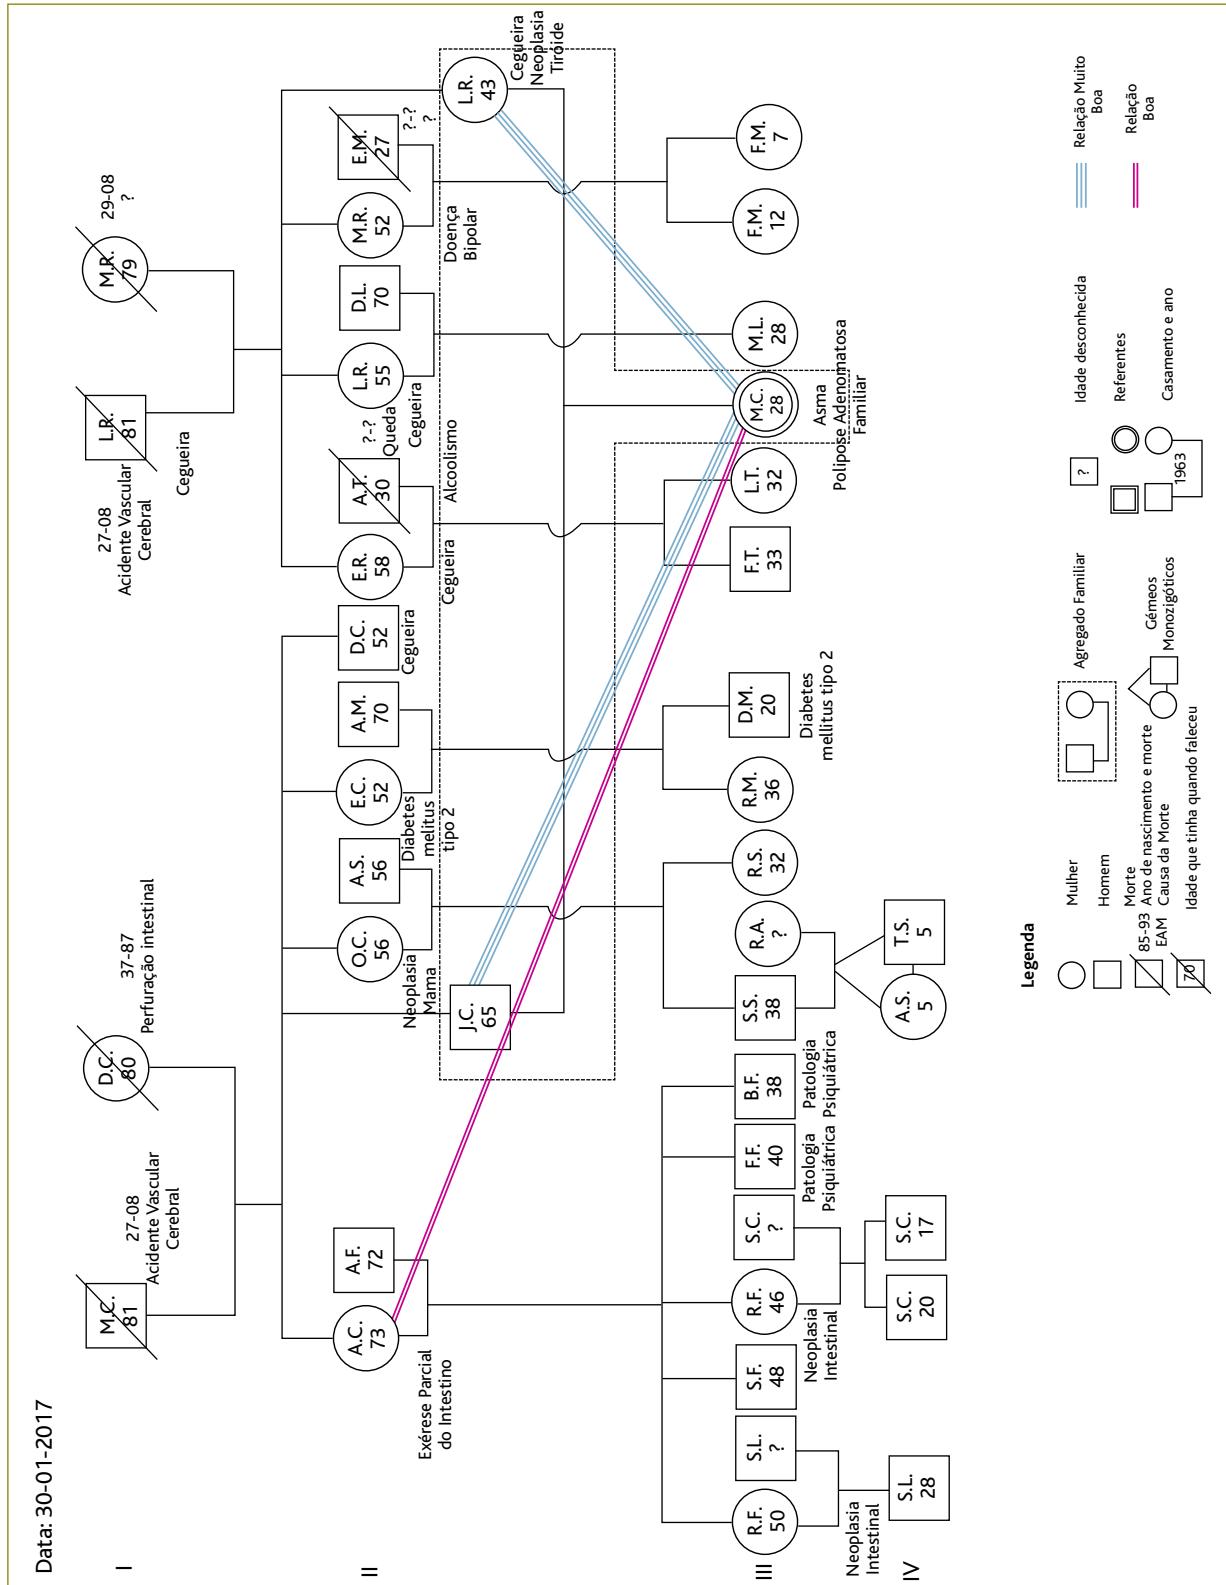 Data: 30-01-2017
I
M.C.
81
27-08
Acidente Vascular
Cerebral
D.C.
80
37-87
Perfuração intestinal
L.R.
81
27-08
Acidente Vascular
Cerebral
Cegueira
M.R.
79
29-08
?
II
A.C.
73
Exérese Parcial
do Intestino
A.F.
72
J.C.
65
O.C.
56
Neoplasia
Mama
A.S.
56
E.C.
52
Diabetes
melitus
tipo 2
A.M.
70
D.C.
52
Cegueira
E.R.
58
Cegueira
A.T.
30
?-?
Queda
Alcoolismo
L.R.
55
Cegueira
D.L.
70
M.R.
52
Doença
Bipolar
E.M.
27
?-?
?
L.R.
43
Cegueira
Neoplasia
Tiroide
III
R.F.
50
Neoplasia
Intestinal
S.L.
?
S.F.
48
R.F.
46
Neoplasia
Intestinal
S.C.
?
F.F.
40
Patologia
Psiquiátrica
B.F.
38
Patologia
Psiquiátrica
S.S.
38
R.A.
?
R.S.
32
R.M.
36
D.M.
20
Diabetes
mellitus tipo 2
F.T.
33
L.T.
32
M.C.
28
Asma
Polipose Adenomatosa
Familiar
M.L.
28
F.M.
12
F.M.
7
IV
S.L.
28
S.C.
20
S.C.
17
A.S.
5
T.S.
5
Legenda
Mulher
Homem
Morte
85-93
Ano de nascimento e morte
EAM
Causa da Morte
70
Idade que tinha quando faleceu
Agregado Familiar
Gémeos
Monozigóticos
?
Idade desconhecida
Referentes
1963
Casamento e ano
Relação Muito
Boa
Relação
Boa